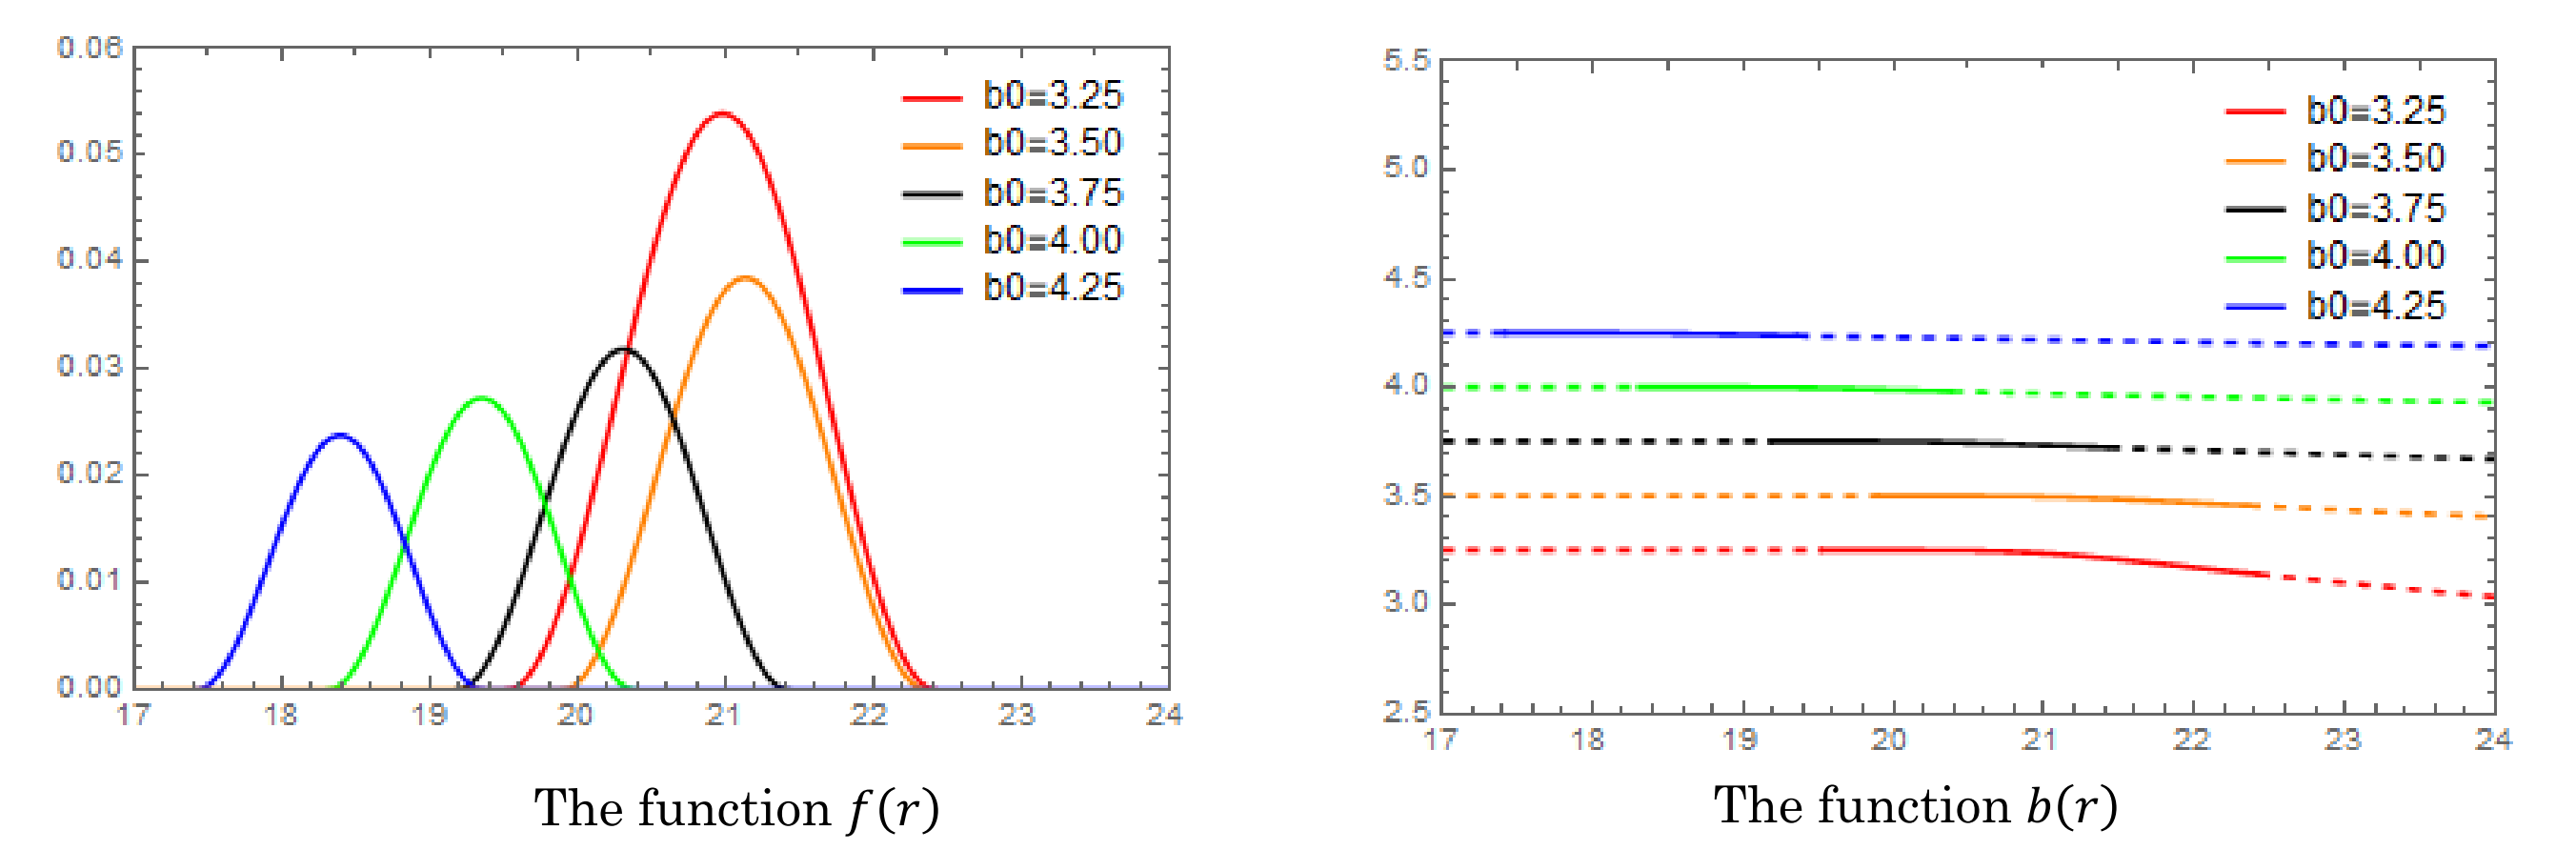 0.06
0.05
0.04
0.03
0.02
0.01
0.00
17 18 19 20 21 22 23 24
b0=3.25
b0=3.50
b0=3.75
b0=4.00
b0=4.25
The function f(r)
5.5
5.0
4.5
4.0
3.5
3.0
2.5
17 18 19 20 21 22 23 24
b0=3.25
b0=3.50
b0=3.75
b0=4.00
b0=4.25
The function b(r)